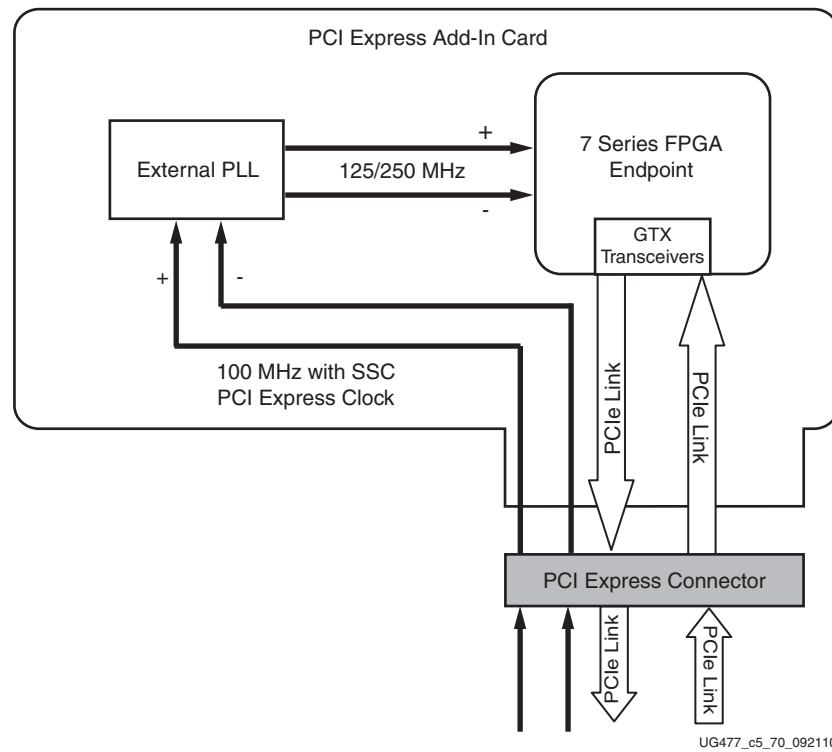 PCI Express Add-In Card
External PLL
+
125/250 MHz
-
7 Series FPGA
Endpoint
GTX
Transceivers
+
-
100 MHz with SSC
PCI Express Clock
PCIe Link
PCIe Link
PCI Express Connector
PCIe Link
PCIe Link
UG477_c5_70_092110